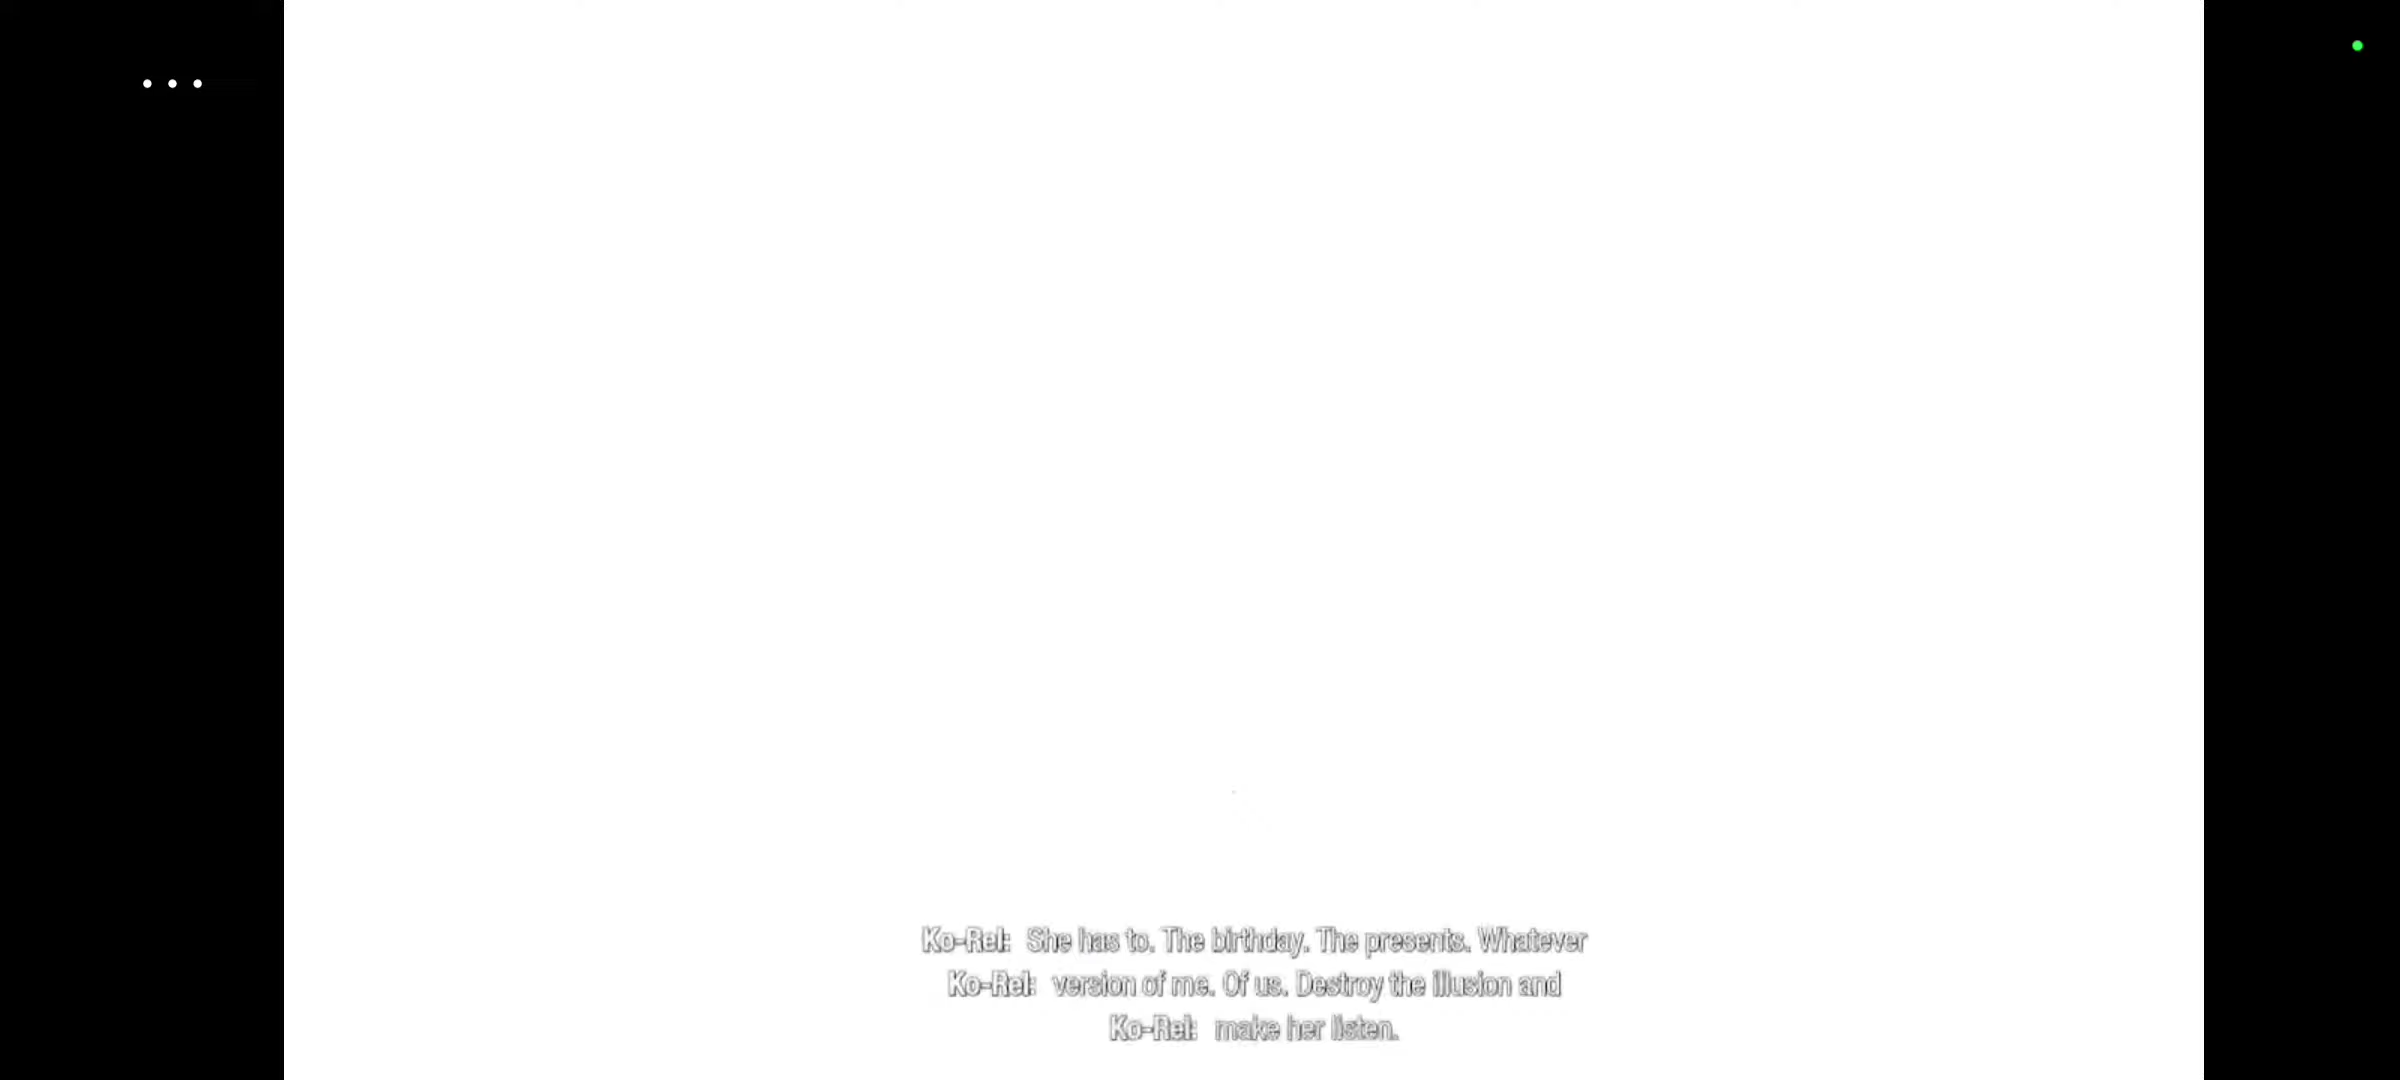 Ko-Rel: She has to. The birthday. The presents. Whatever
Ko-Rel: version of me. Of us. Destroy the illusion and
Ko-Rel: make her listen.